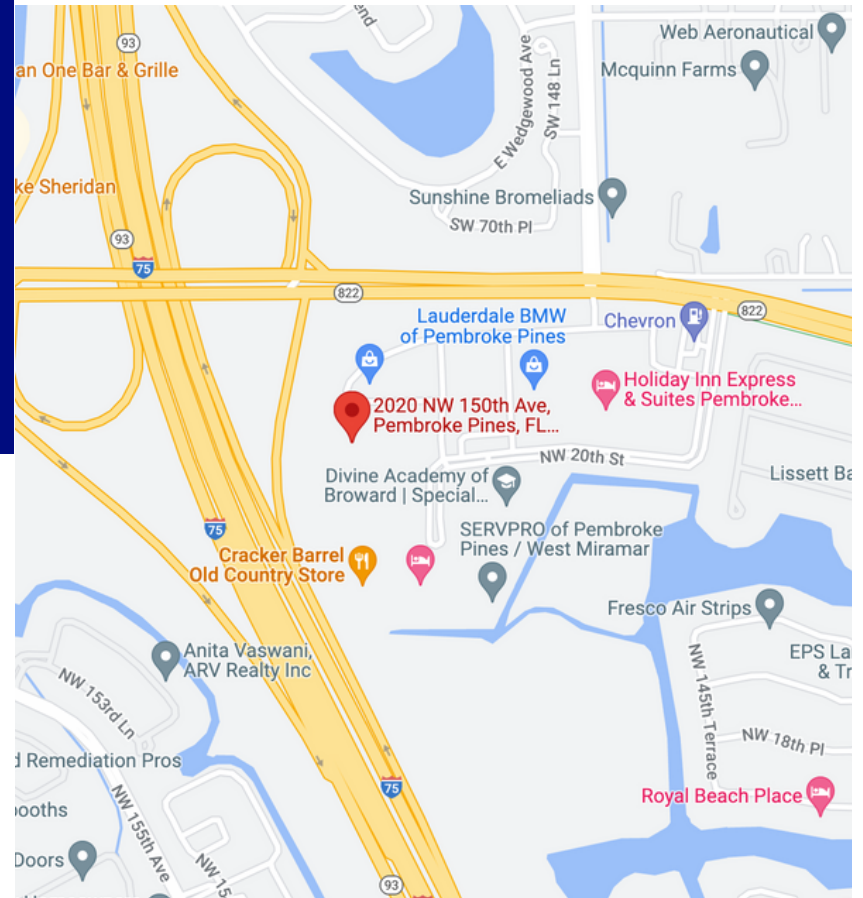 end
93
Web Aeronautical
an One Bar & Grille
Mcquinn Farms
E Wedgewood Ave
SW 148 Ln
ke Sheridan
Sunshine Bromeliads
SW 70th Pl
93
75
822
822
Lauderdale BMW
of Pembroke Pines
Chevron
Holiday Inn Express
& Suites Pembroke...
2020 NW 150th Ave,
Pembroke Pines, FL...
NW 20th St
Divine Academy of
Broward | Special...
Lissett Ba
75
SERVPRO of Pembroke
Pines / West Miramar
Cracker Barrel
Old Country Store
Fresco Air Strips
Anita Vaswani,
ARV Realty Inc
EPS La
& Tr
NW 153rd Ln
NW 145th Terrace
NW 18th Pl
d Remediation Pros
75
Royal Beach Place
ooths
NW 155th Ave
Doors
NW 15
93